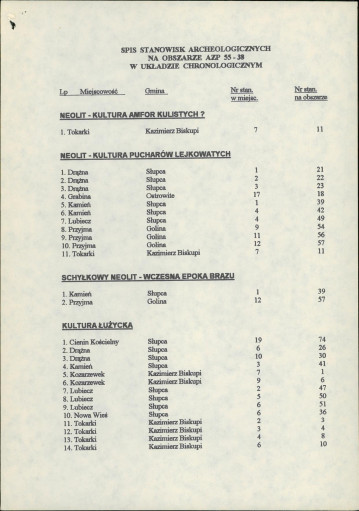 SPIS STANOWISK ARCHEOLOGICZNYCH
NA OBSZARZE AZP 55 - 38
W UKŁADZIE CHRONOLOGICZNYM
Lp Miejscowość Gmina Nr stan. w miejsc. Nr stan. na obszarze
NEOLIT - KULTURA AMFOR KULISTYCH ?
1. Tokarki Kazimierz Biskupi 7 11
NEOLIT - KULTURA PUCHARÓW LEJKOWATYCH
1. Drążna Słupca 1 21
2. Drążna Słupca 2 22
3. Drążna Słupca 3 23
4. Grabina Ostrowite 17 18
5. Kamień Słupca 1 39
6. Kamień Słupca 4 42
7. Lubiecz Słupca 4 49
8. Przyjma Golina 9 54
9. Przyjma Golina 11 56
10. Przyjma Golina 12 57
11. Tokarki Kazimierz Biskupi 7 11
SCHYŁKOWY NEOLIT - WCZESNA EPOKA BRĄZU
1. Kamień Słupca 1 39
2. Przyjma Golina 12 57
KULTURA ŁUŻYCKA
1. Cienin Kościelny Słupca 19 74
2. Drążna Słupca 6 26
3. Drążna Słupca 10 30
4. Kamień Słupca 3 41
5. Kozarzewek Kazimierz Biskupi 7 1
6. Kozarzewek Kazimierz Biskupi 9 6
7. Lubiecz Słupca 2 47
8. Lubiecz Słupca 5 50
9. Lubiecz Słupca 6 51
10. Nowa Wieś Słupca 6 36
11. Tokarki Kazimierz Biskupi 2 3
12. Tokarki Kazimierz Biskupi 3 4
13. Tokarki Kazimierz Biskupi 4 8
14. Tokarki Kazimierz Biskupi 6 10